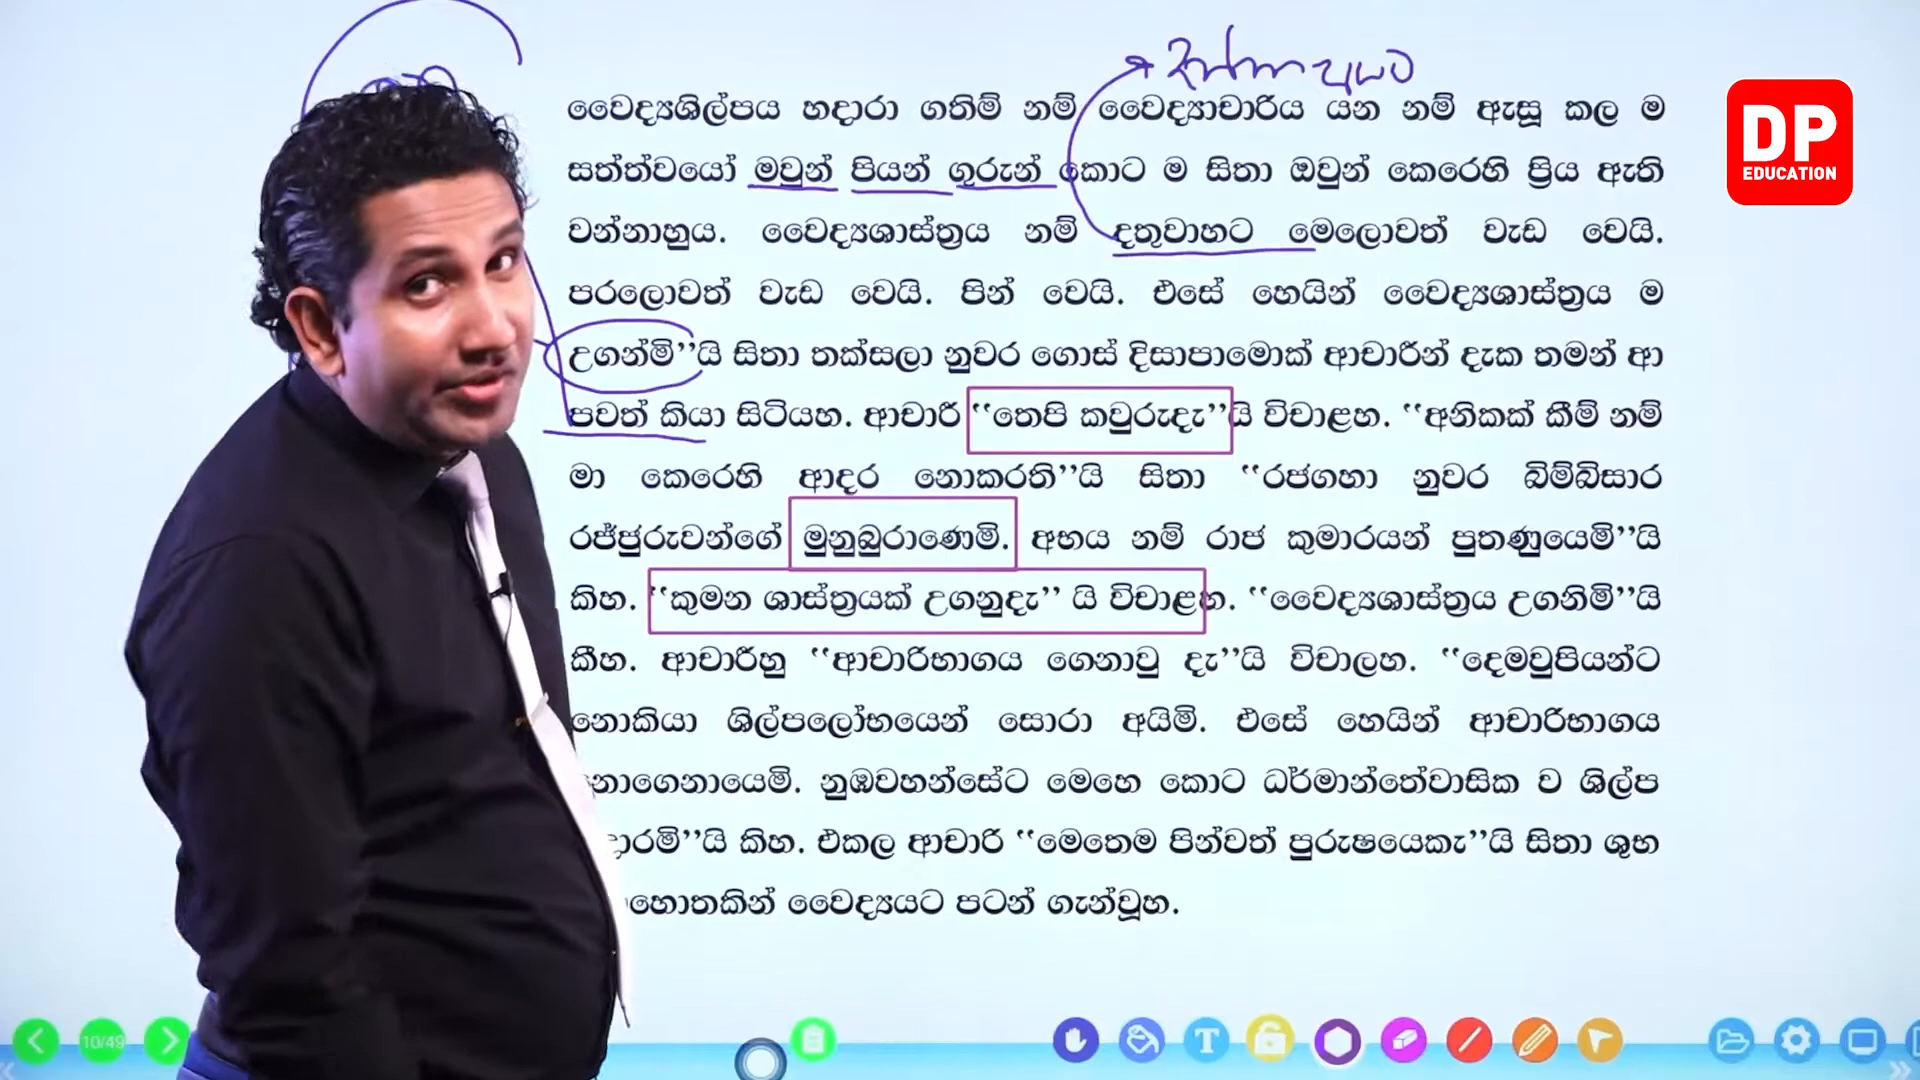 දන්නා අයට
වෛද්‍යශිල්පය හදාරා ගතිම් නම් වෛද්‍යාචාරීය යන නම් ඇසූ කල ම
සත්ත්වයෝ මවුන් පියන් ගුරුන් කොට ම සිතා ඔවුන් කෙරෙහි ප්‍රිය ඇති
වන්නාහුය. වෛද්‍යශාස්ත්‍රය නම් දතුවාහට මෙලොවත් වැඩ වෙයි.
පරලොවත් වැඩ වෙයි. පින් වෙයි. එසේ හෙයින් වෛද්‍යශාස්ත්‍රය ම
උගන්මි’’යි සිතා තක්සලා නුවර ගොස් දිසාපාමොක් ආචාරීන් දැක තමන් ආ
පවත් කියා සිටියහ. ආචාරී ‘‘තෙපි කවුරුදැ’’යි විචාළහ. ‘‘අනිකක් කීම් නම්
මා කෙරෙහි ආදර නොකරති’’යි සිතා ‘‘රජගහා නුවර බිම්බිසාර
රජ්ජුරුවන්ගේ මුනුබුරාණෙමි. අභය නම් රාජ කුමාරයන් පුතණුයෙමි’’යි
කිහ. ‘‘කුමන ශාස්ත්‍රයක් උගනුදැ’’ යි විචාළහ. ‘‘වෛද්‍යශාස්ත්‍රය උගනිමි’’යි
කීහ. ආචාරීහු ‘‘ආචාරිභාගය ගෙනාවු දැ’’යි විචාලහ. ‘‘දෙමවුපියන්ට
නොකියා ශිල්පලෝභයෙන් සොරා අයිමි. එසේ හෙයින් ආචාරිභාගය
නොගෙනායෙමි. නුඹවහන්සේට මෙහෙ කොට ධර්මාන්තේවාසික ව ශිල්ප
කිහ. එකල ආචාරි ‘‘මෙතෙම පින්වත් පුරුෂයෙකැ’’යි සිතා ශුභ
වෛද්‍යයට පටන් ගැන්වූහ.
DP
EDUCATION
10/49
T